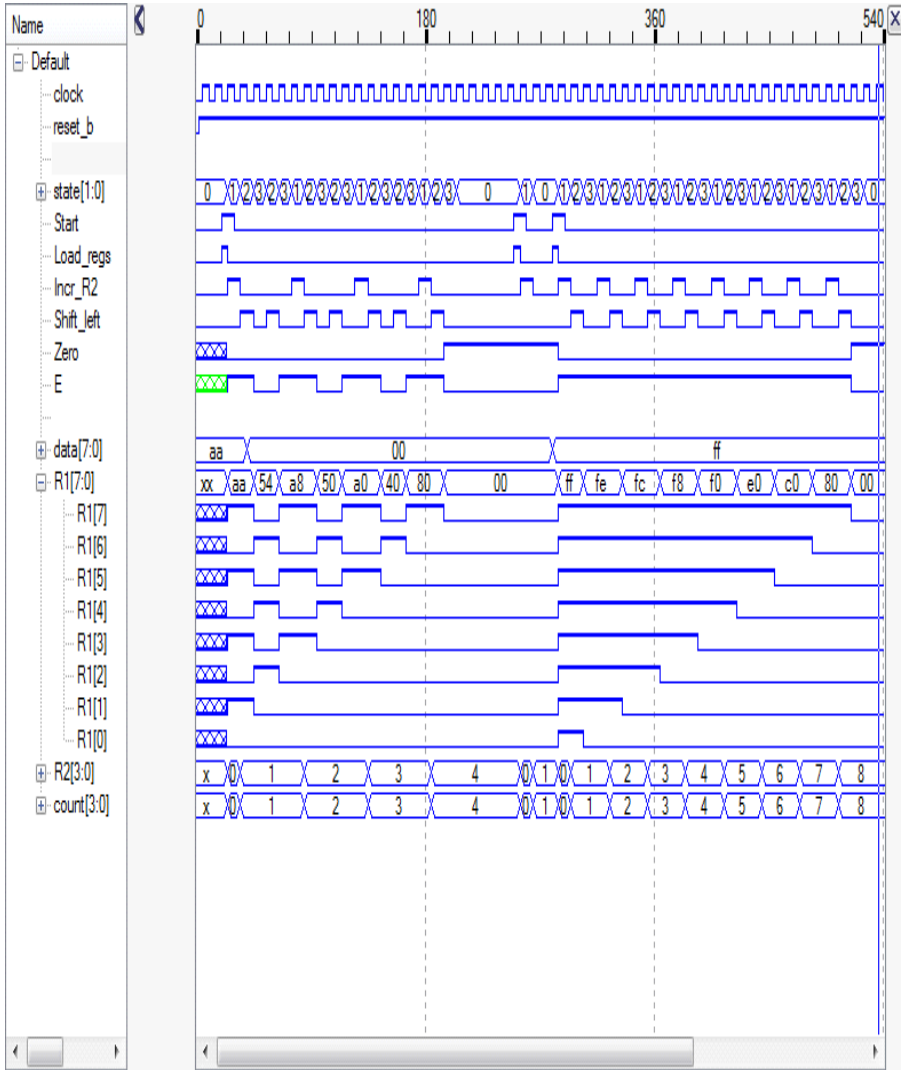 Name 0 180 360 540
Default
clock
reset_b
state[1:0] 0 1 2 3 2 3 1 2 3 2 3 1 2 3 2 3 1 2 3 0 1 0 1 2 3 1 2 3 1 2 3 1 2 3 1 2 3 1 2 3 1 2 3 1 2 3 0
Start
Load_regs
Incr_R2
Shift_left
Zero
E
data[7:0] aa 00 ff
R1[7:0] xx aa 54 a8 50 a0 40 80 00 ff fe fc f8 f0 e0 c0 80 00
R1[7]
R1[6]
R1[5]
R1[4]
R1[3]
R1[2]
R1[1]
R1[0]
R2[3:0] x 0 1 2 3 4 0 1 0 1 2 3 4 5 6 7 8
count[3:0] x 0 1 2 3 4 0 1 0 1 2 3 4 5 6 7 8